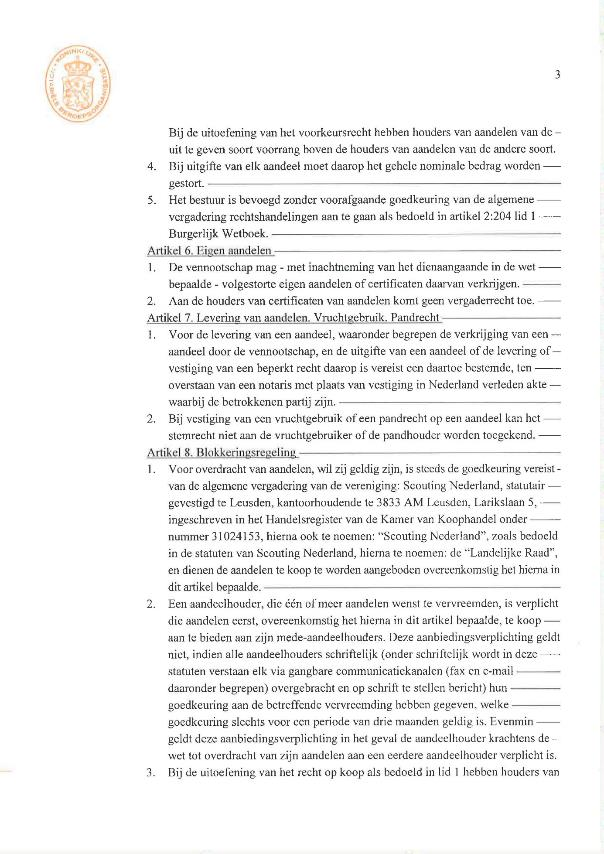 3
KONINKLIJKE NOTARIËLE BEROEPSORGANISATIE
Bij de uitoefening van het voorkeursrecht hebben houders van aandelen van de –
uit te geven soort voorrang boven de houders van aandelen van de andere soort.
4. Bij uitgifte van elk aandeel moet daarop het gehele nominale bedrag worden —
gestort. —
5. Het bestuur is bevoegd zonder voorafgaande goedkeuring van de algemene —
vergadering rechtshandelingen aan te gaan als bedoeld in artikel 2:204 lid 1 —
Burgerlijk Wetboek. —
Artikel 6. Eigen aandelen —
1. De vennootschap mag - met inachtneming van het dienaangaande in de wet —
bepaalde - volgestorte eigen aandelen of certificaten daarvan verkrijgen. —
2. Aan de houders van certificaten van aandelen komt geen vergaderrecht toe. —
Artikel 7. Levering van aandelen. Vruchtgebruik. Pandrecht —
1. Voor de levering van een aandeel, waaronder begrepen de verkrijging van een —
aandeel door de vennootschap, en de uitgifte van een aandeel of de levering of —
vestiging van een beperkt recht daarop is vereist een daartoe bestemde, ten —
overstaan van een notaris met plaats van vestiging in Nederland verleden akte —
waarbij de betrokkenen partij zijn. —
2. Bij vestiging van een vruchtgebruik of een pandrecht op een aandeel kan het —
stemrecht niet aan de vruchtgebruiker of de pandhouder worden toegekend. —
Artikel 8. Blokkeringsregeling —
1. Voor overdracht van aandelen, wil zij geldig zijn, is steeds de goedkeuring vereist -
van de algemene vergadering van de vereniging: Scouting Nederland, statutair —
gevestigd te Leusden, kantoorhoudende te 3833 AM Leusden, Larikslaan 5, —
ingeschreven in het Handelsregister van de Kamer van Koophandel onder —
nummer 31024153, hierna ook te noemen: “Scouting Nederland”, zoals bedoeld
in de statuten van Scouting Nederland, hierna te noemen: de “Landelijke Raad”,
en dienen de aandelen te koop te worden aangeboden overeenkomstig het hierna in
dit artikel bepaalde. —
2. Een aandeelhouder, die één of meer aandelen wenst te vervreemden, is verplicht
die aandelen eerst, overeenkomstig het hierna in dit artikel bepaalde, te koop —
aan te bieden aan zijn mede-aandeelhouders. Deze aanbiedingsverplichting geldt
niet, indien alle aandeelhouders schriftelijk (onder schriftelijk wordt in deze —
statuten verstaan elk via gangbare communicatiekanalen (fax en e-mail —
daaronder begrepen) overgebracht en op schrift te stellen bericht) hun —
goedkeuring aan de betreffende vervreemding hebben gegeven, welke —
goedkeuring slechts voor een periode van drie maanden geldig is. Evenmin —
geldt deze aanbiedingsverplichting in het geval de aandeelhouder krachtens de –
wet tot overdracht van zijn aandelen aan een eerdere aandeelhouder verplicht is.
3. Bij de uitoefening van het recht op koop als bedoeld in lid 1 hebben houders van